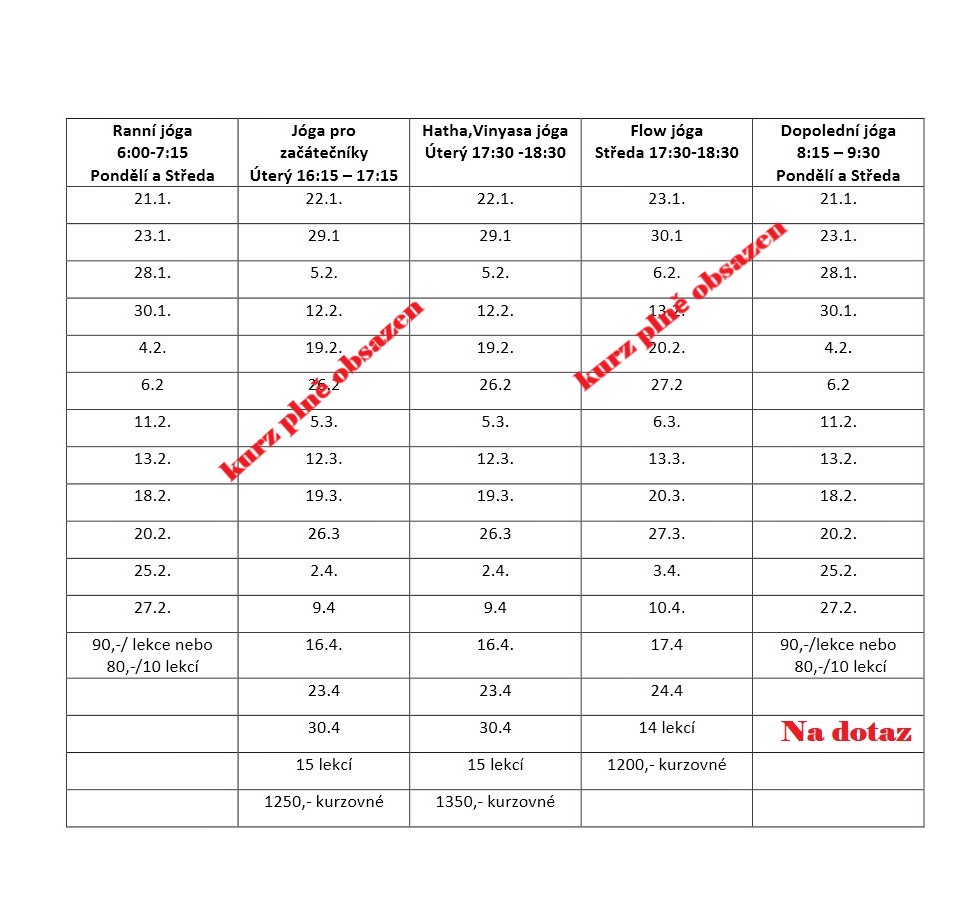 Ranní jóga
6:00-7:15
Pondělí a Středa
Jóga pro
začátečníky
Úterý 16:15 – 17:15
Hatha,Vinyasa jóga
Úterý 17:30 -18:30
Flow jóga
Středa 17:30-18:30
Dopolední jóga
8:15 – 9:30
Pondělí a Středa
21.1. 22.1. 22.1. 23.1. 21.1.
23.1. 29.1 29.1 30.1 23.1.
28.1. 5.2. 5.2. 6.2. 28.1.
30.1. 12.2. 12.2. 13.2. 30.1.
4.2. 19.2. 19.2. 20.2. 4.2.
6.2 26.2 26.2 27.2 6.2
11.2. 5.3. 5.3. 6.3. 11.2.
13.2. 12.3. 12.3. 13.3. 13.2.
18.2. 19.3. 19.3. 20.3. 18.2.
20.2. 26.3 26.3 27.3. 20.2.
25.2. 2.4. 2.4. 3.4. 25.2.
27.2. 9.4 9.4 10.4. 27.2.
90,-/ lekce nebo
80,-/10 lekcí
16.4. 16.4. 17.4
90,-/lekce nebo
80,-/10 lekcí
23.4 23.4 24.4
30.4 30.4 14 lekcí Na dotaz
15 lekcí 15 lekcí 1200,- kurzovné
1250,- kurzovné 1350,- kurzovné
kurz plně obsazen
kurz plně obsazen